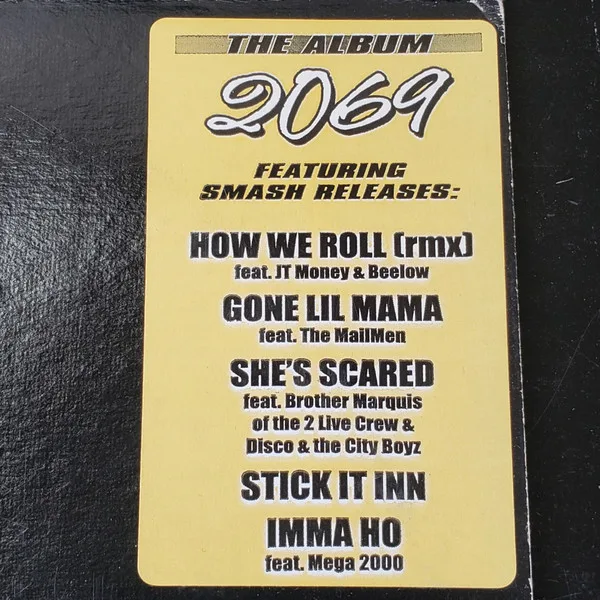 THE ALBUM
2069
FEATURING
SMASH RELEASES:
HOW WE ROLL (rmx)
feat. JT Money & Beelow
GONE LIL MAMA
feat. The MailMen
SHE'S SCARED
feat. Brother Marquis
of the 2 Live Crew &
Disco & the City Boyz
STICK IT INN
IMMA HO
feat. Mega 2000